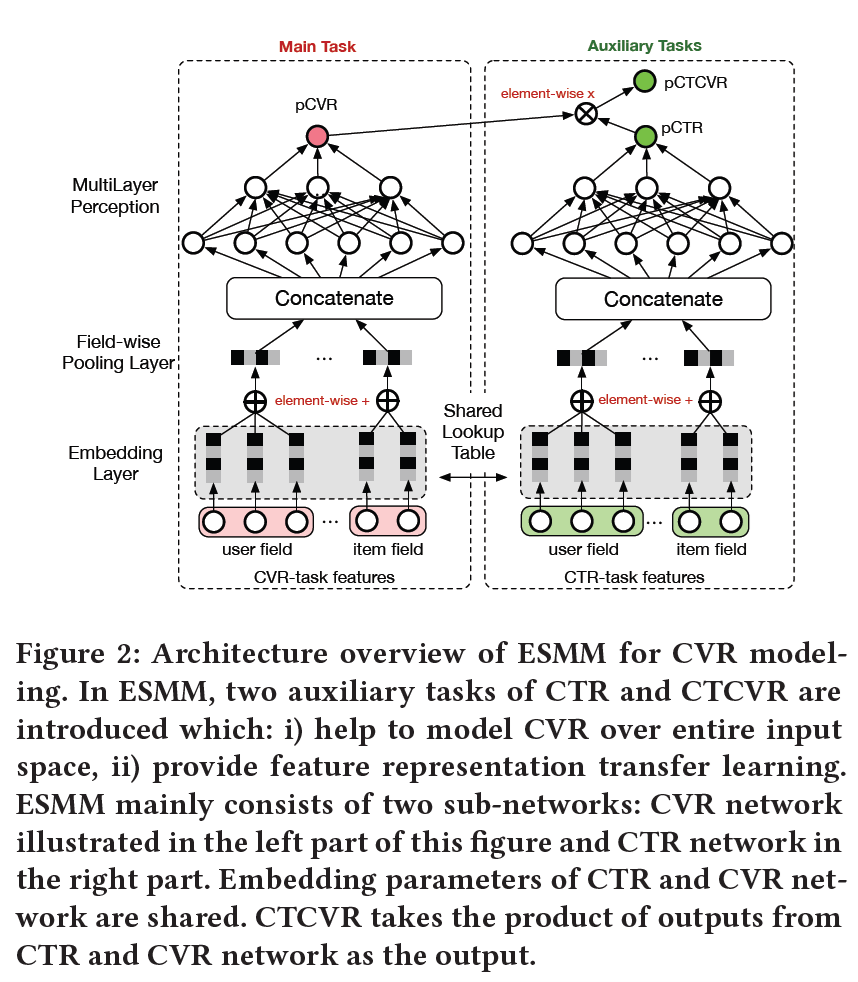 Main Task
Auxiliary Tasks
pCTCVR
element-wise x
pCVR
pCTR
MultiLayer
Perception
Concatenate
Concatenate
Field-wise
Pooling Layer
...
...
element-wise +
element-wise +
Shared
Lookup
Table
Embedding
Layer
...
...
user field
item field
user field
item field
CVR-task features
CTR-task features
Figure 2: Architecture overview of ESMM for CVR model-
ing. In ESMM, two auxiliary tasks of CTR and CTCVR are
introduced which: i) help to model CVR over entire input
space, ii) provide feature representation transfer learning.
ESMM mainly consists of two sub-networks: CVR network
illustrated in the left part of this figure and CTR network in
the right part. Embedding parameters of CTR and CVR net-
work are shared. CTCVR takes the product of outputs from
CTR and CVR network as the output.